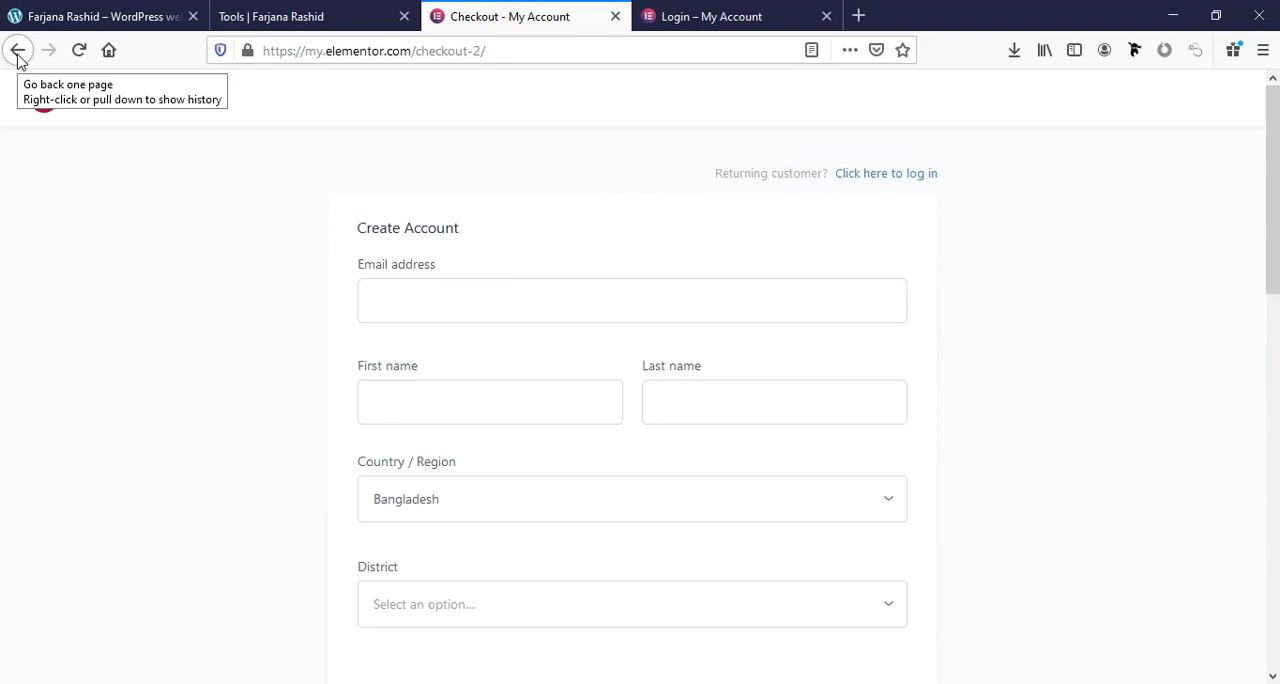 Farjana Rashid – WordPress we
Tools | Farjana Rashid
Checkout - My Account
Login – My Account
https://my.elementor.com/checkout-2/
Go back one page
Right-click or pull down to show history
Returning customer? Click here to log in
Create Account
Email address
First name
Last name
Country / Region
Bangladesh
District
Select an option...